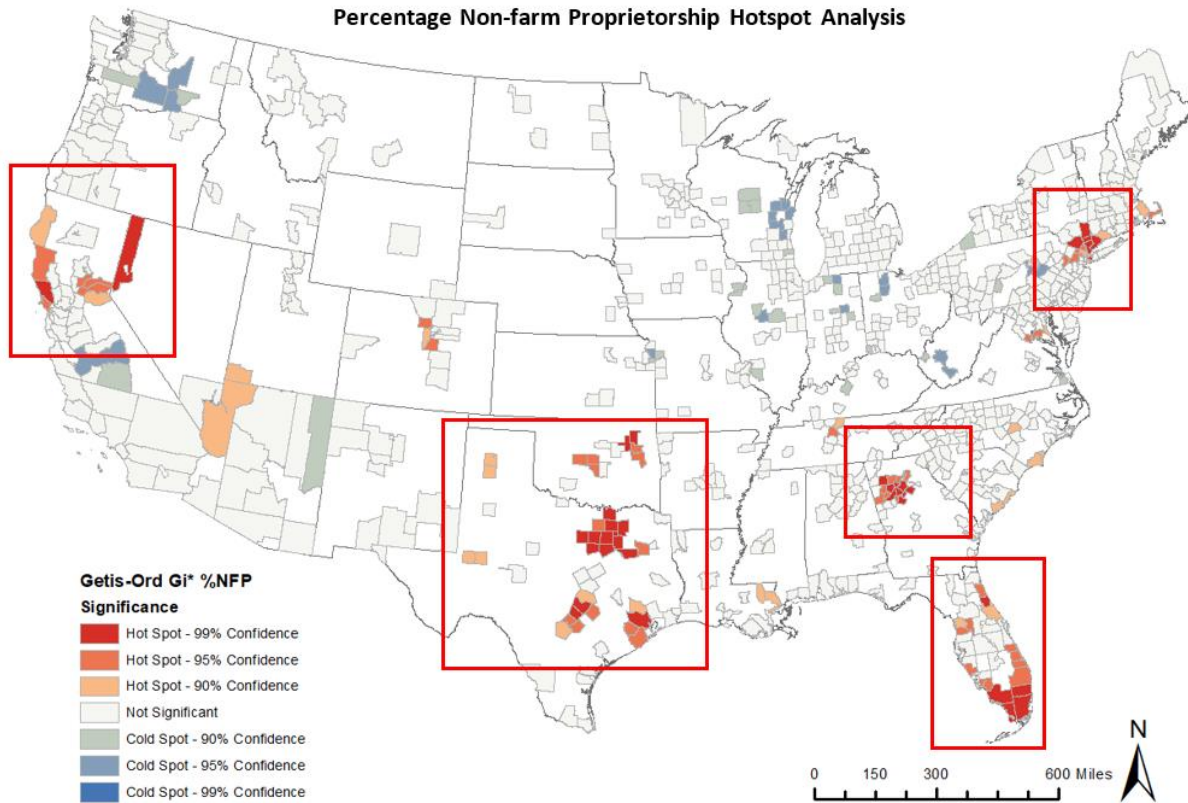 Percentage Non-farm Proprietorship Hotspot Analysis
Getis-Ord Gi* %NFP
Significance
Hot Spot - 99% Confidence
Hot Spot - 95% Confidence
Hot Spot - 90% Confidence
Not Significant
Cold Spot - 90% Confidence
Cold Spot - 95% Confidence
Cold Spot - 99% Confidence
N
0 150 300 600 Miles